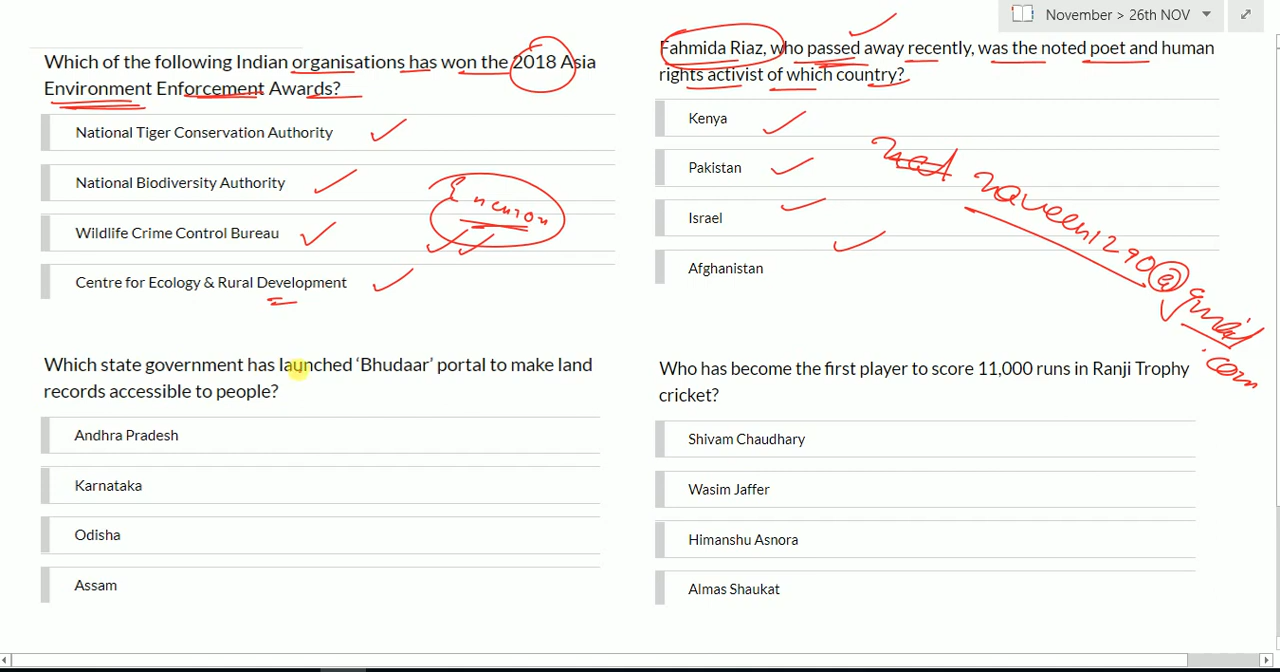 November > 26th NOV
Which of the following Indian organisations has won the 2018 Asia
Environment Enforcement Awards?
National Tiger Conservation Authority
National Biodiversity Authority
Wildlife Crime Control Bureau
Centre for Ecology & Rural Development
Fahmida Riaz, who passed away recently, was the noted poet and human
rights activist of which country?
Kenya
Pakistan
Israel
Afghanistan
naveen1290@gmail
.com
Which state government has launched ‘Bhudaar’ portal to make land
records accessible to people?
Andhra Pradesh
Karnataka
Odisha
Assam
Who has become the first player to score 11,000 runs in Ranji Trophy
cricket?
Shivam Chaudhary
Wasim Jaffer
Himanshu Asnora
Almas Shaukat